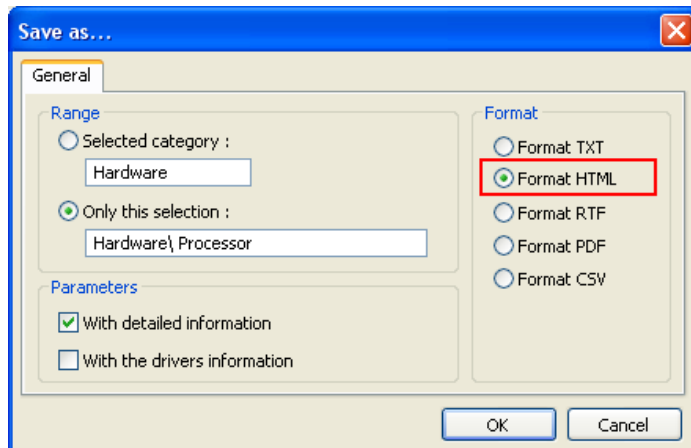 Save as...
General
Range
Selected category :
Hardware
Only this selection :
Hardware\ Processor
Parameters
With detailed information
With the drivers information
Format
Format TXT
Format HTML
Format RTF
Format PDF
Format CSV
OK
Cancel